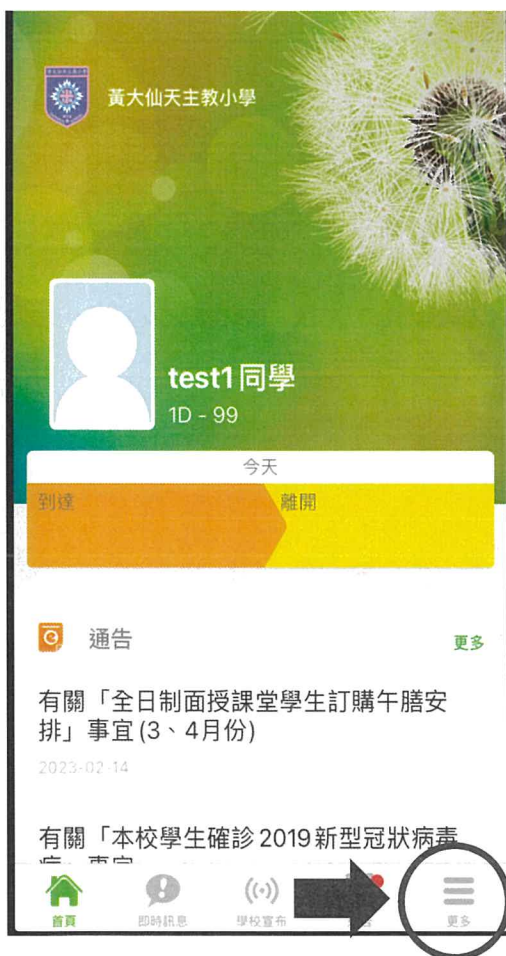 黃大仙天主教小學
test1同學
1D - 99
今天
到達
離開
通告
更多
有關「全日制面授課堂學生訂購午膳安
排」事宜(3、4月份)
2023-02-14
有關「本校學生確診 2019 新型冠狀病毒
首頁
即時訊息
學校宣布
更多